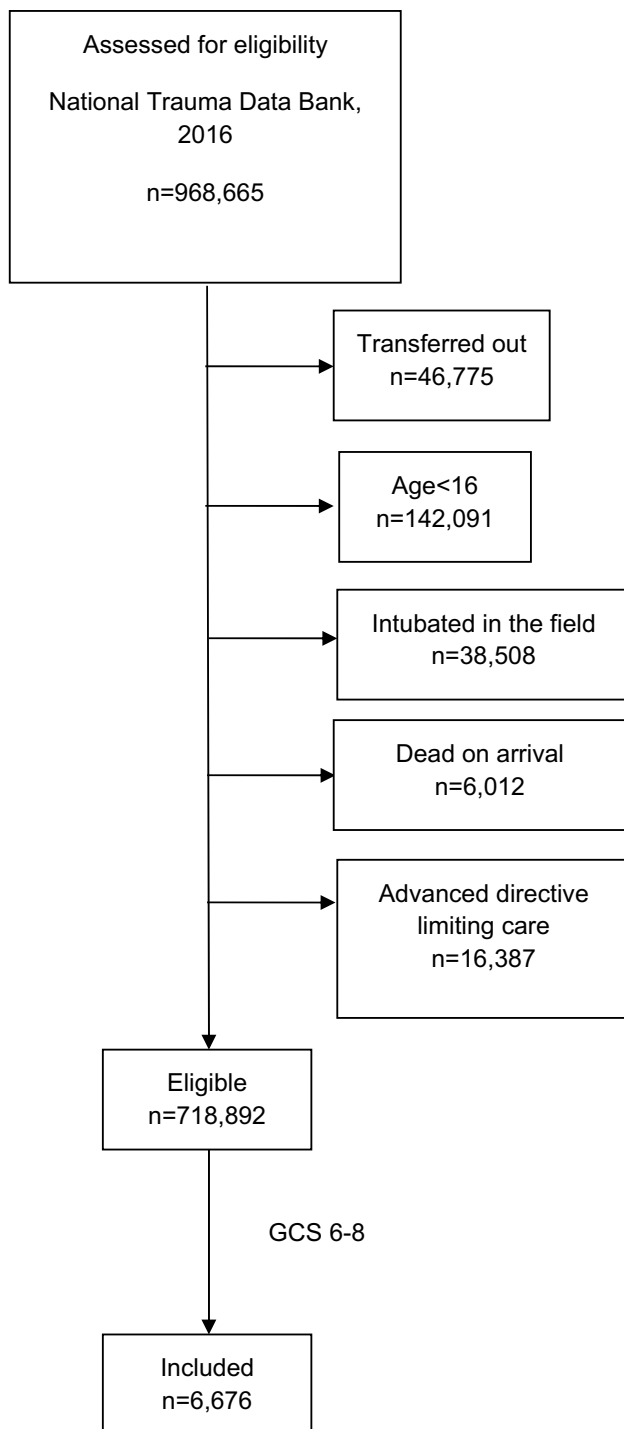 Assessed for eligibility
National Trauma Data Bank,
2016
n=968,665
Transferred out
n=46,775
Age<16
n=142,091
Intubated in the field
n=38,508
Dead on arrival
n=6,012
Advanced directive
limiting care
n=16,387
Eligible
n=718,892
GCS 6-8
Included
n=6,676